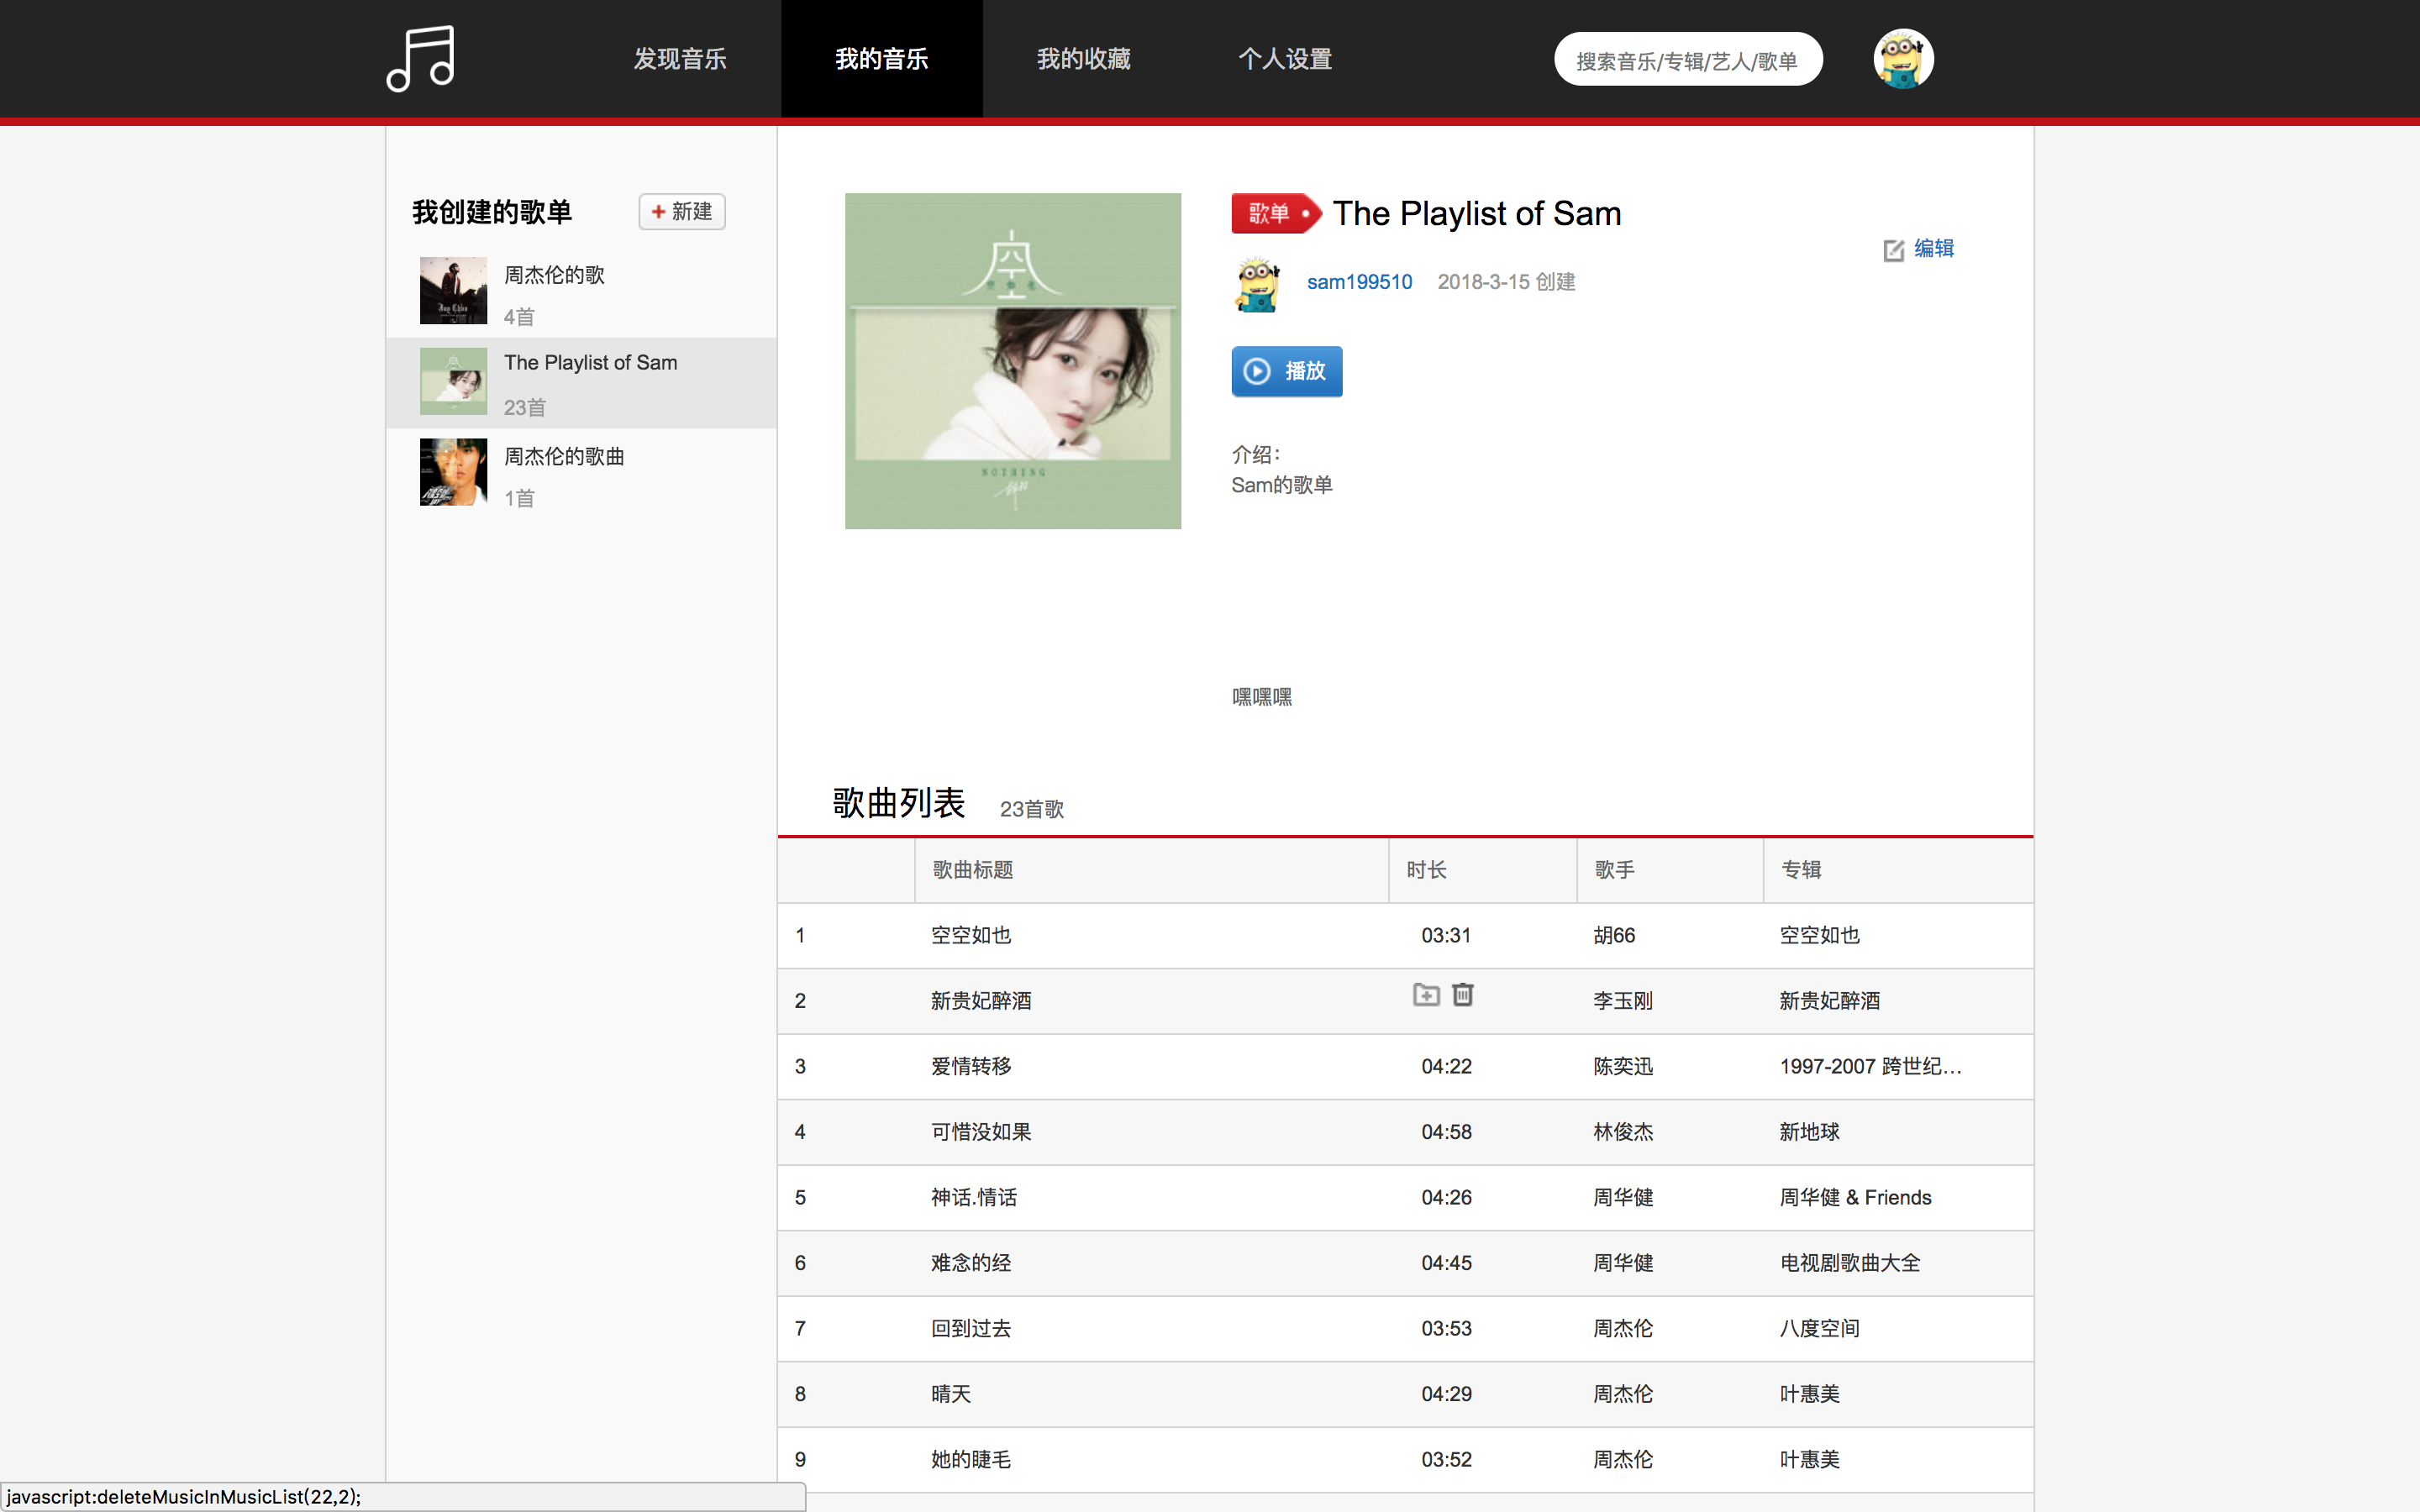 发现音乐
我的音乐
我的收藏
个人设置
搜索音乐/专辑/艺人/歌单
我创建的歌单
新建
周杰伦的歌
4首
The Playlist of Sam
23首
周杰伦的歌曲
1首
空
空如也
NOTHING
歌单
The Playlist of Sam
编辑
sam199510 2018-3-15 创建
播放
介绍：
Sam的歌单
嘿嘿嘿
歌曲列表 23首歌
歌曲标题 时长 歌手 专辑
1 空空如也 03:31 胡66 空空如也
2 新贵妃醉酒 李玉刚 新贵妃醉酒
3 爱情转移 04:22 陈奕迅 1997-2007 跨世纪...
4 可惜没如果 04:58 林俊杰 新地球
5 神话.情话 04:26 周华健 周华健 & Friends
6 难念的经 04:45 周华健 电视剧歌曲大全
7 回到过去 03:53 周杰伦 八度空间
8 晴天 04:29 周杰伦 叶惠美
9 她的睫毛 03:52 周杰伦 叶惠美
javascript:deleteMusicInMusicList(22,2);